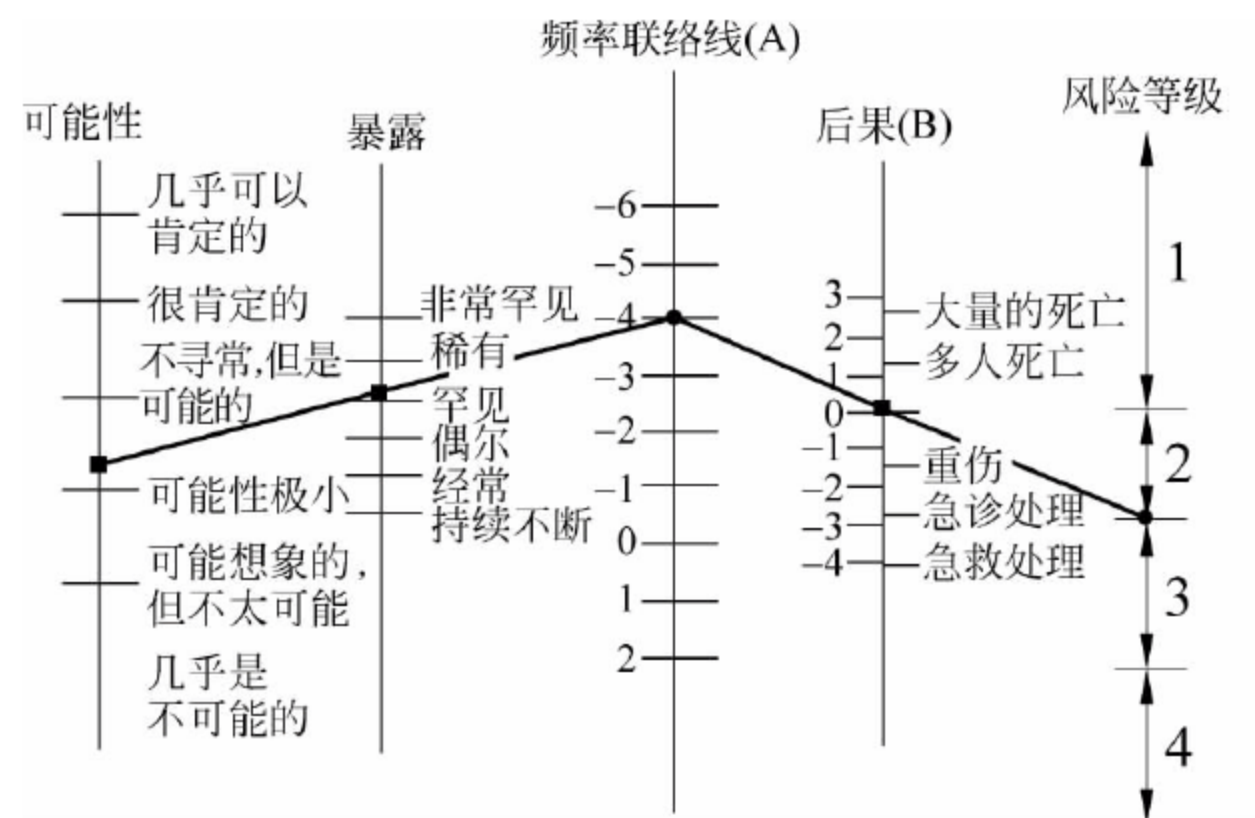 频率联络线(A)
可能性
暴露
后果(B)
风险等级
几乎可以
肯定的
很肯定的
不寻常,但是
可能的
可能性极小
可能想象的,
但不太可能
几乎是
不可能的
非常罕见
稀有
罕见
偶尔
经常
持续不断
−6
−5
−4
−3
−2
−1
0
1
2
3
2
1
0
−1
−2
−3
−4
大量的死亡
多人死亡
重伤
急诊处理
急救处理
1
2
3
4